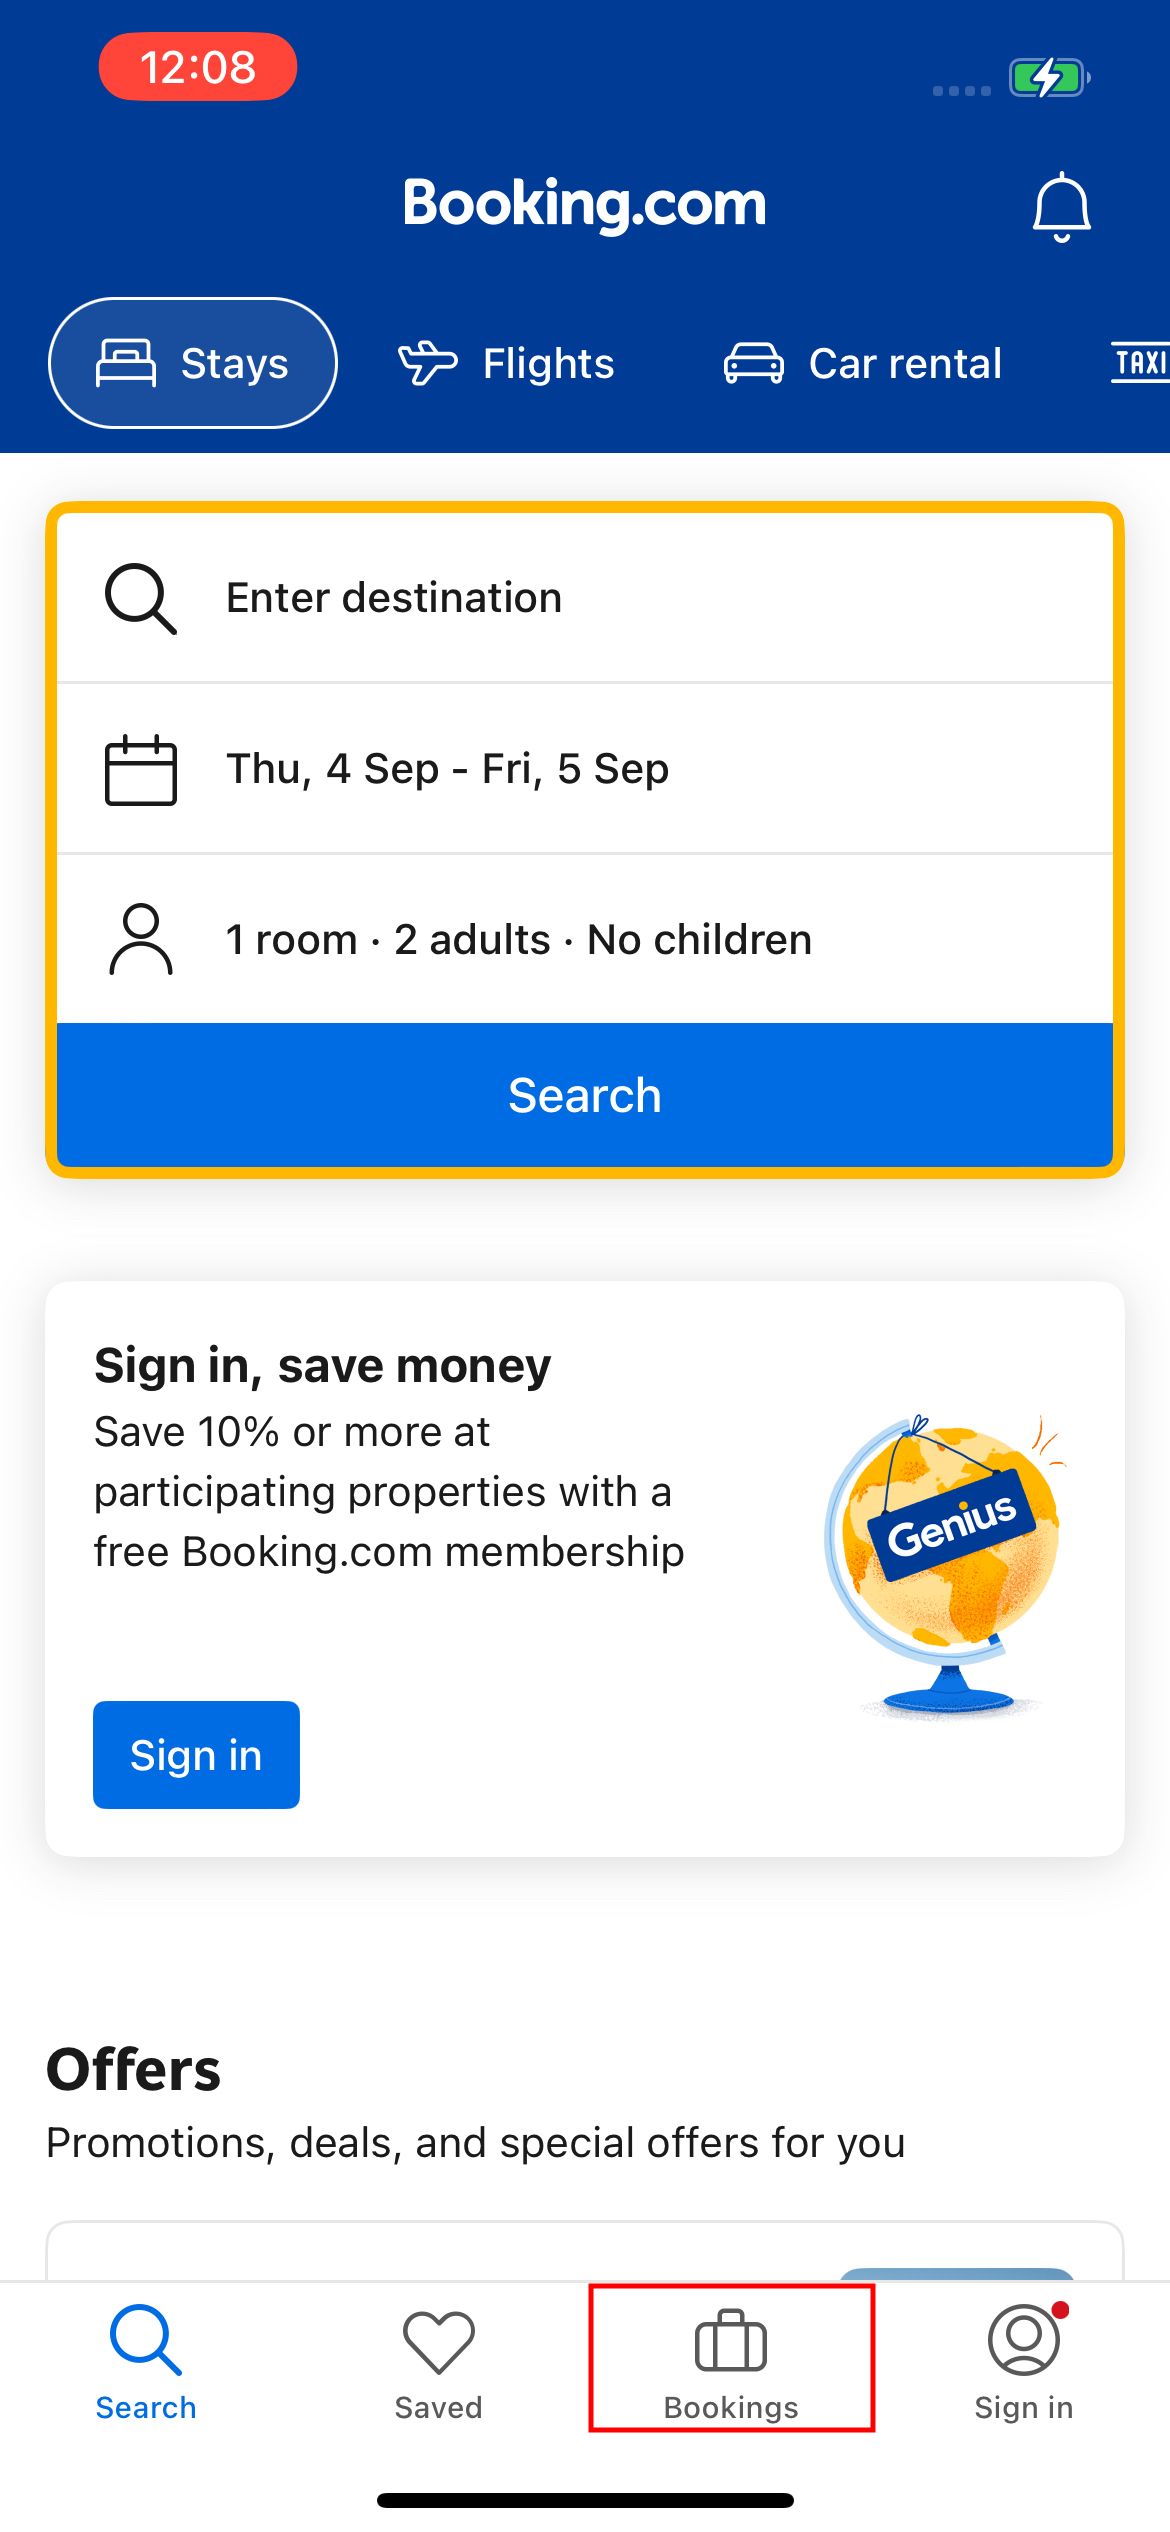 12:08
Booking.com
Stays
Flights
Car rental
TAXI
Enter destination
Thu, 4 Sep - Fri, 5 Sep
1 room · 2 adults · No children
Search
Sign in, save money
Save 10% or more at
participating properties with a
free Booking.com membership
Genius
Sign in
Offers
Promotions, deals, and special offers for you
Search
Saved
Bookings
Sign in